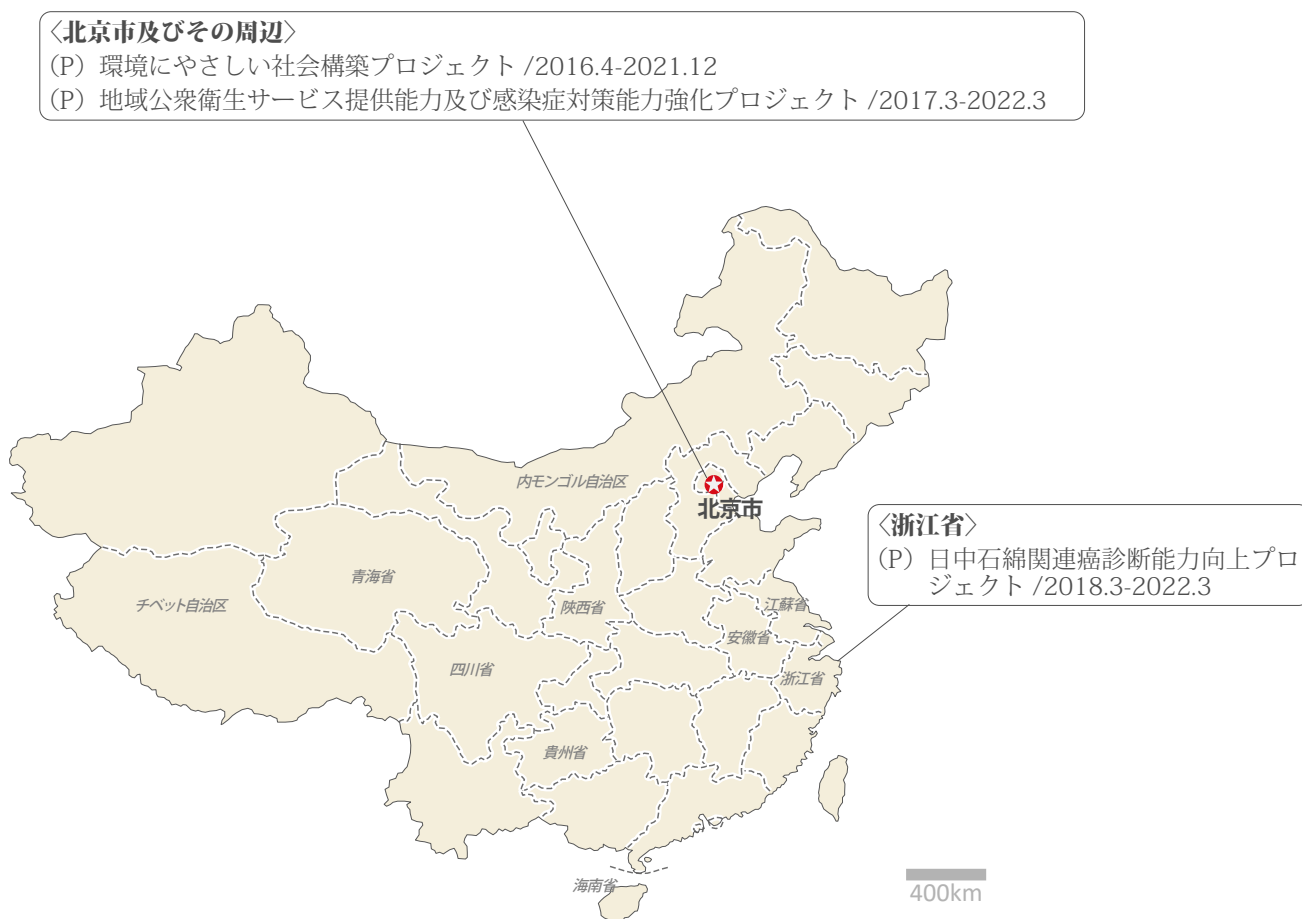 〈北京市及びその周辺〉
（P）環境にやさしい社会構築プロジェクト /2016.4-2021.12
（P）地域公衆衛生サービス提供能力及び感染症対策能力強化プロジェクト /2017.3-2022.3
内モンゴル自治区
北京市
〈浙江省〉
（P）日中石綿関連癌診断能力向上プロ
ジェクト /2018.3-2022.3
青海省
チベット自治区
陝西省
江蘇省
安徽省
四川省
浙江省
貴州省
海南省
400km